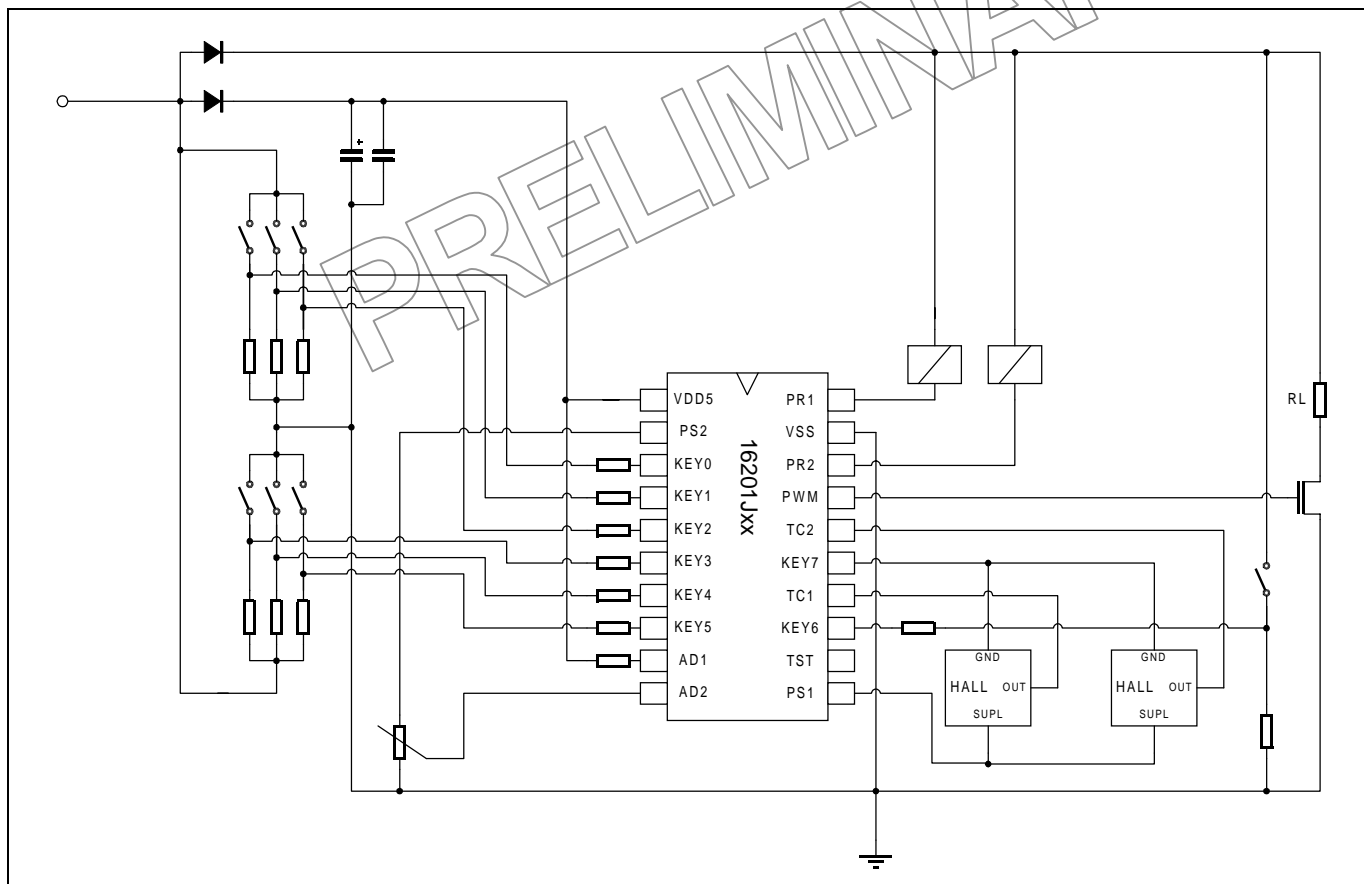 PRELIMINA
RL
VDD5
PS2
KEY0
KEY1
KEY2
KEY3
KEY4
KEY5
AD1
AD2
16201Jxx
PR1
VSS
PR2
PWM
TC2
KEY7
TC1
KEY6
TST
PS1
GND
HALL OUT
SUPL
GND
HALL OUT
SUPL
+